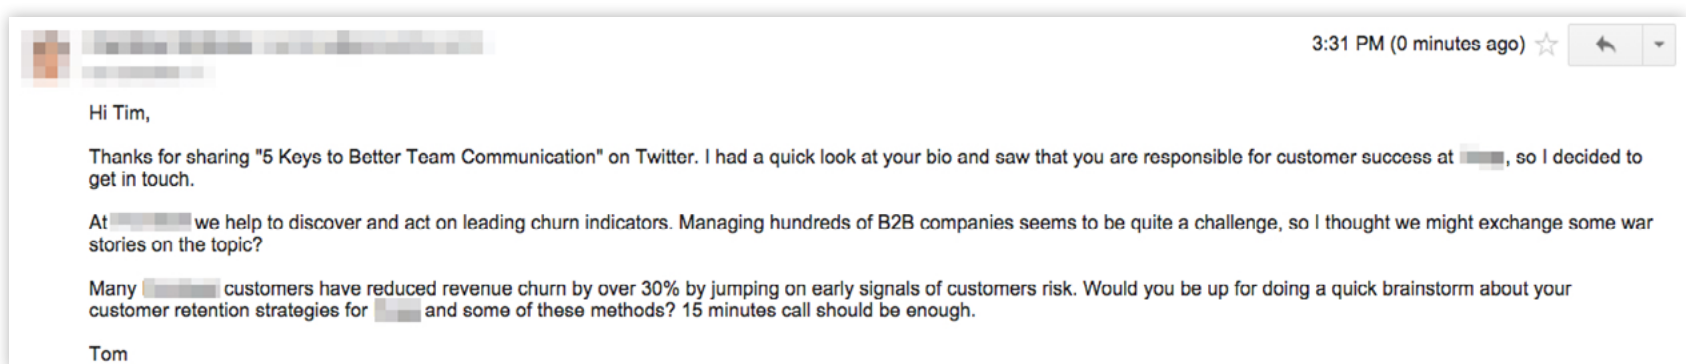 3:31 PM (0 minutes ago)
Hi Tim,
Thanks for sharing "5 Keys to Better Team Communication" on Twitter. I had a quick look at your bio and saw that you are responsible for customer success at , so I decided to
get in touch.
At we help to discover and act on leading churn indicators. Managing hundreds of B2B companies seems to be quite a challenge, so I thought we might exchange some war
stories on the topic?
Many customers have reduced revenue churn by over 30% by jumping on early signals of customers risk. Would you be up for doing a quick brainstorm about your
customer retention strategies for and some of these methods? 15 minutes call should be enough.
Tom